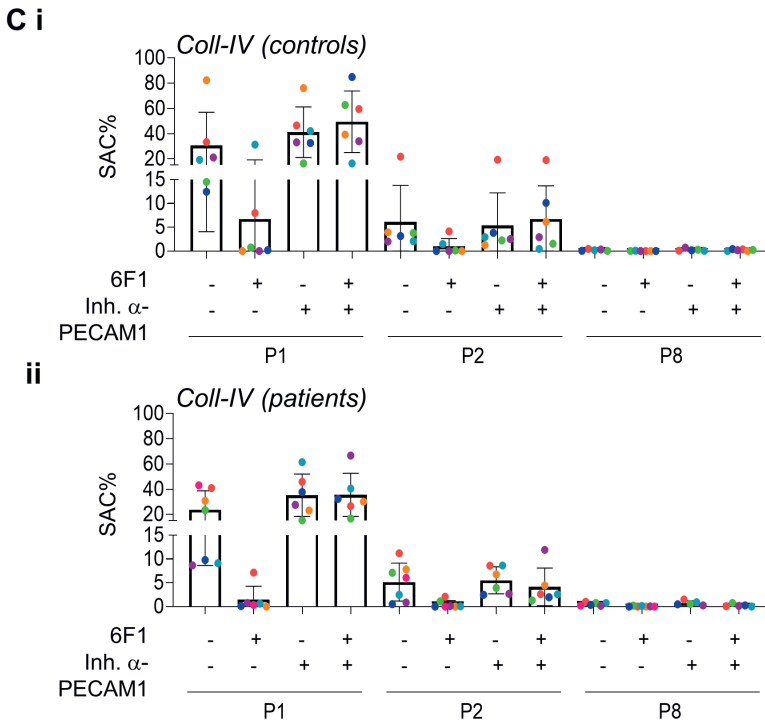 C i
Coll-IV (controls)
SAC%
100
80
60
40
20
15
10
5
0
6F1 - + - + - + - + - + - +
Inh. α- - - + + - - + + - - + +
PECAM1
P1 P2 P8
ii
Coll-IV (patients)
SAC%
100
80
60
40
20
15
10
5
0
6F1 - + - + - + - + - + - +
Inh. α- - - + + - - + + - - + +
PECAM1
P1 P2 P8